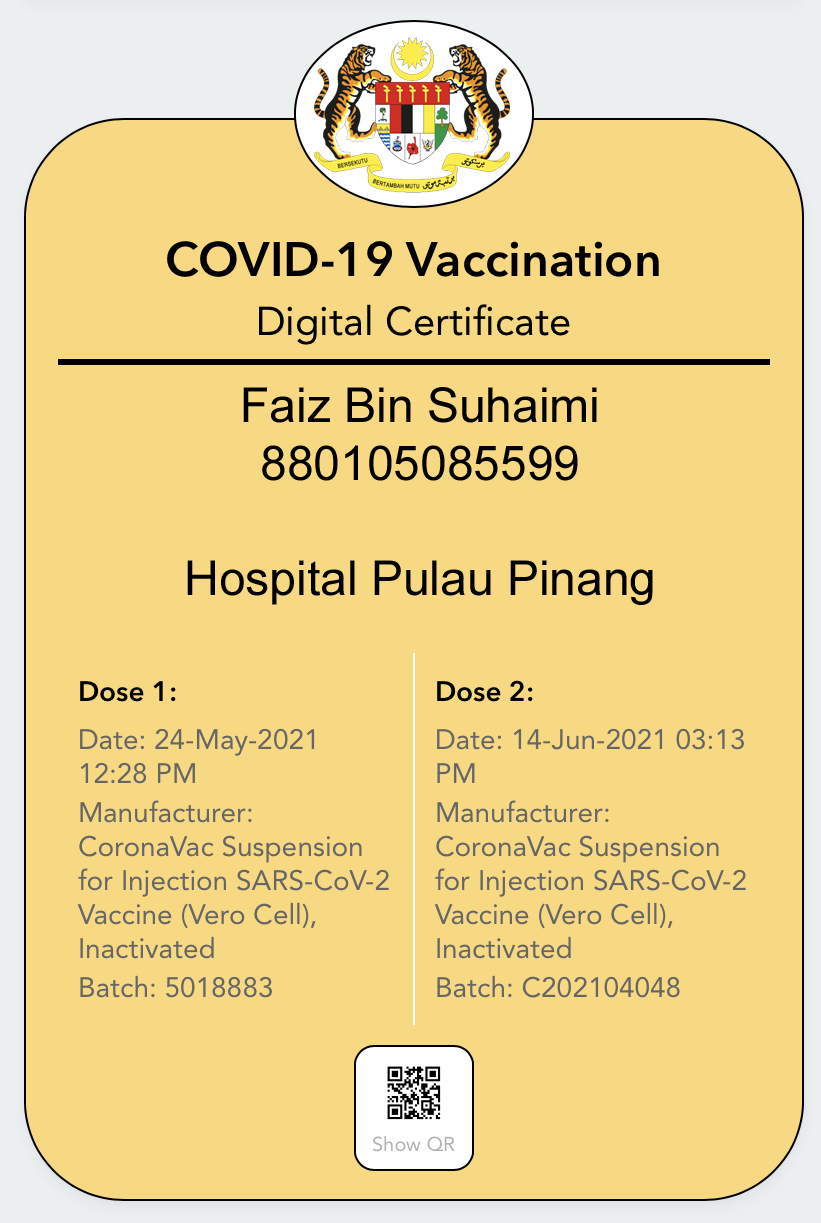 BERSEKUTU
BERTAMBAH MUTU
COVID-19 Vaccination
Digital Certificate
Faiz Bin Suhaimi
880105085599
Hospital Pulau Pinang
Dose 1:
Date: 24-May-2021
12:28 PM
Manufacturer:
CoronaVac Suspension
for Injection SARS-CoV-2
Vaccine (Vero Cell),
Inactivated
Batch: 5018883
Dose 2:
Date: 14-Jun-2021 03:13
PM
Manufacturer:
CoronaVac Suspension
for Injection SARS-CoV-2
Vaccine (Vero Cell),
Inactivated
Batch: C202104048
Show QR